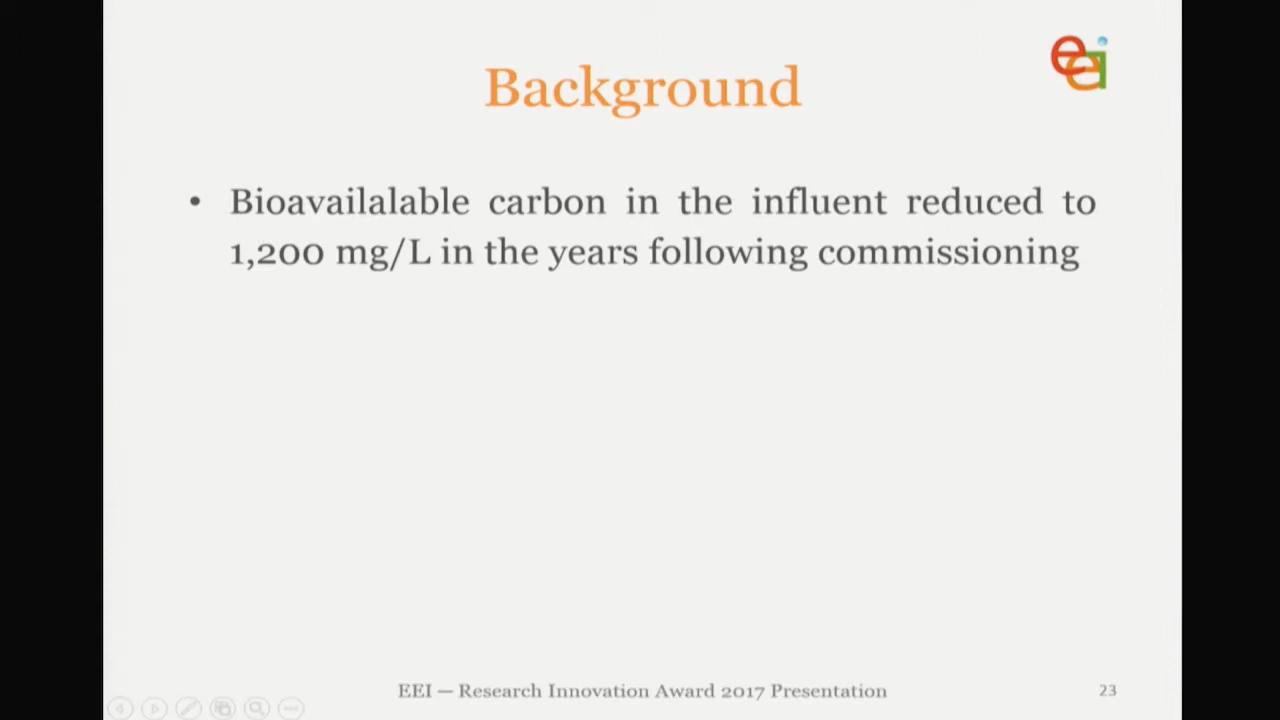 eei
Background
• Bioavailalable carbon in the influent reduced to
1,200 mg/L in the years following commissioning
EEI — Research Innovation Award 2017 Presentation
23